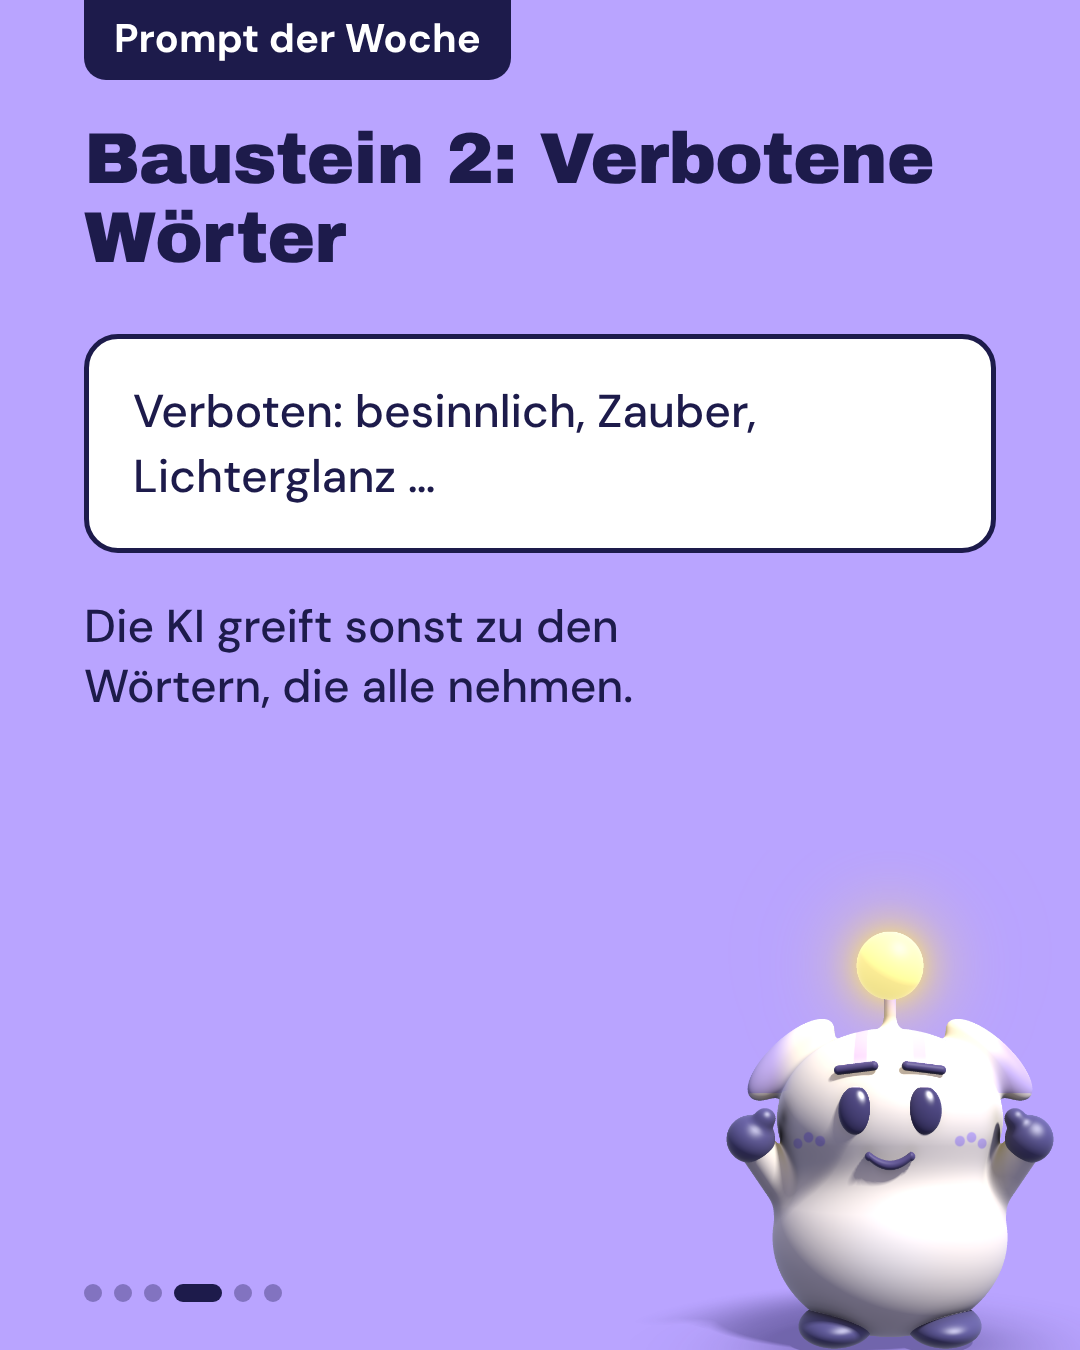 Prompt der Woche
Baustein 2: Verbotene
Wörter
Verboten: besinnlich, Zauber,
Lichterglanz ...
Die KI greift sonst zu den
Wörtern, die alle nehmen.